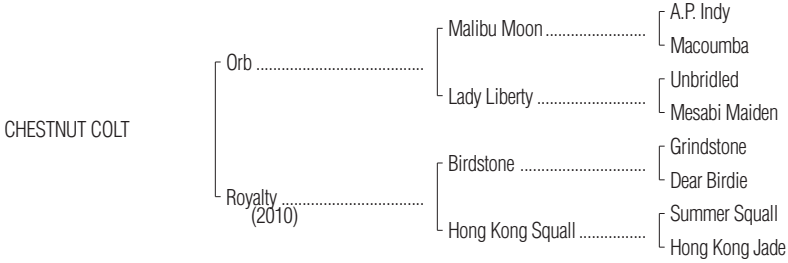 A.P. Indy
Malibu Moon .......................
Macoumba
Orb ......................................
Unbridled
Lady Liberty .........................
Mesabi Maiden
CHESTNUT COLT
Grindstone
Birdstone .............................
Dear Birdie
Royalty .................................
(2010)
Summer Squall
Hong Kong Squall ...............
Hong Kong Jade